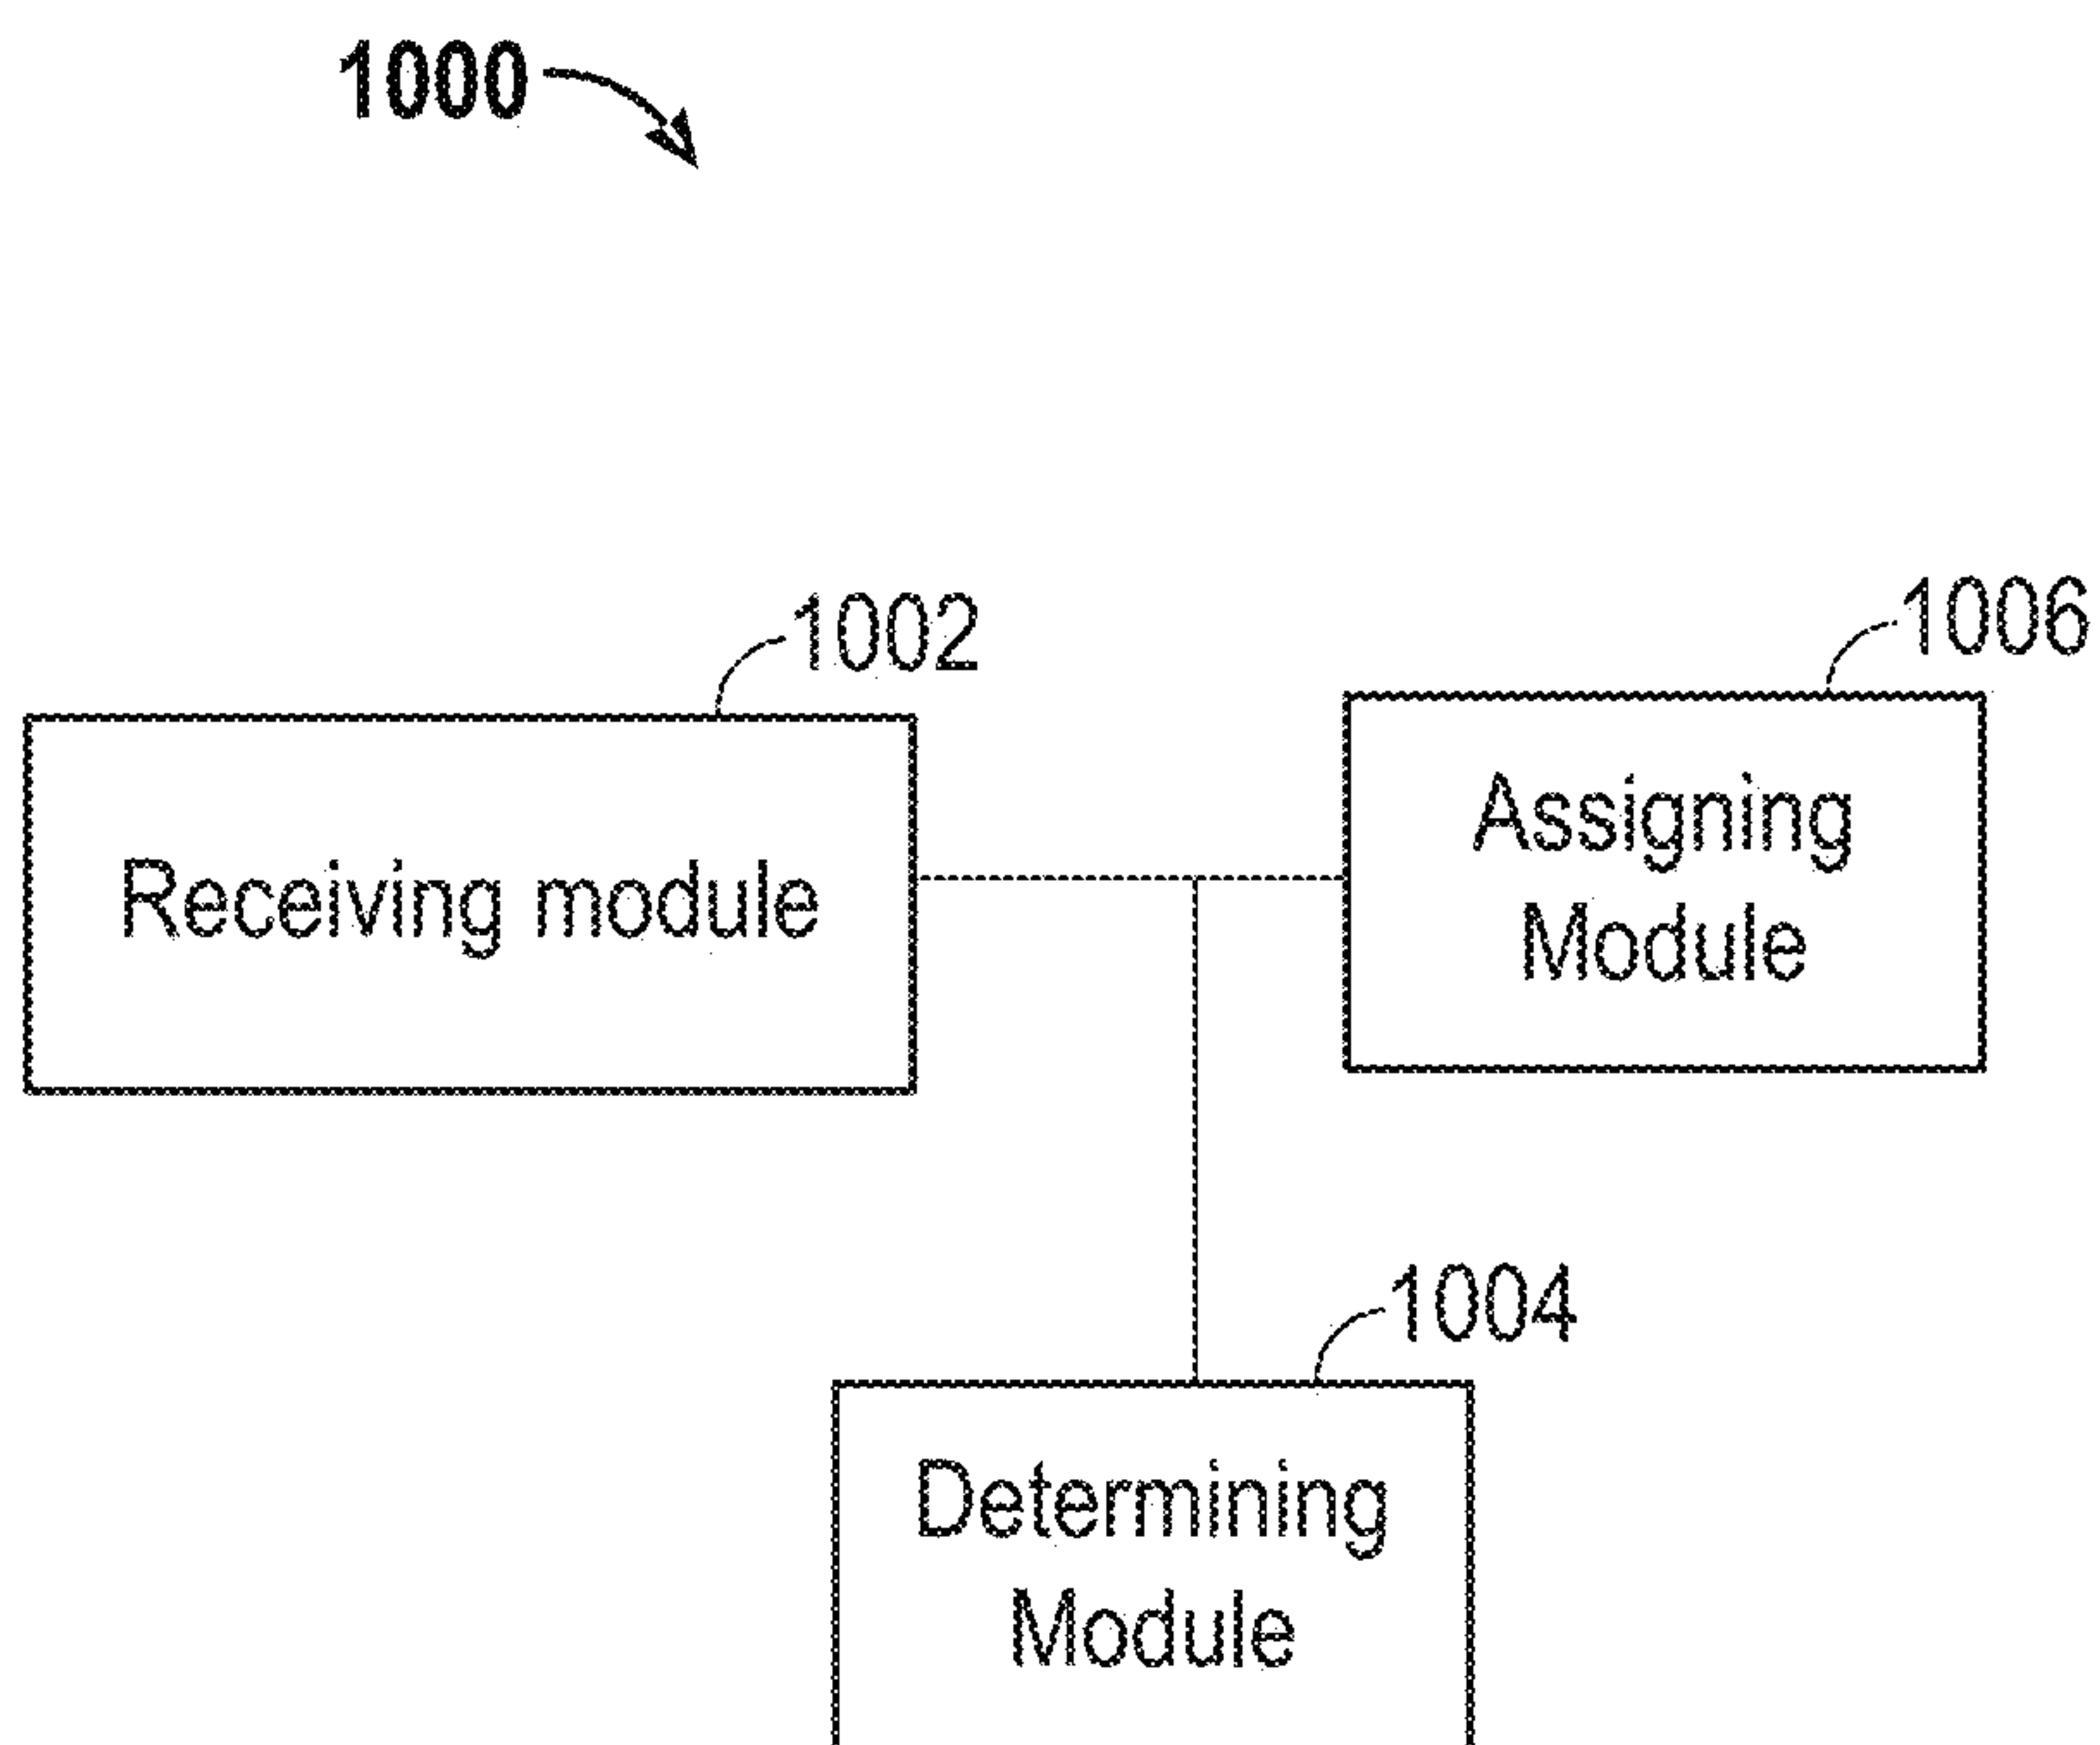 1000
1002
1006
Receiving module
Assigning
Module
1004
Determining
Module